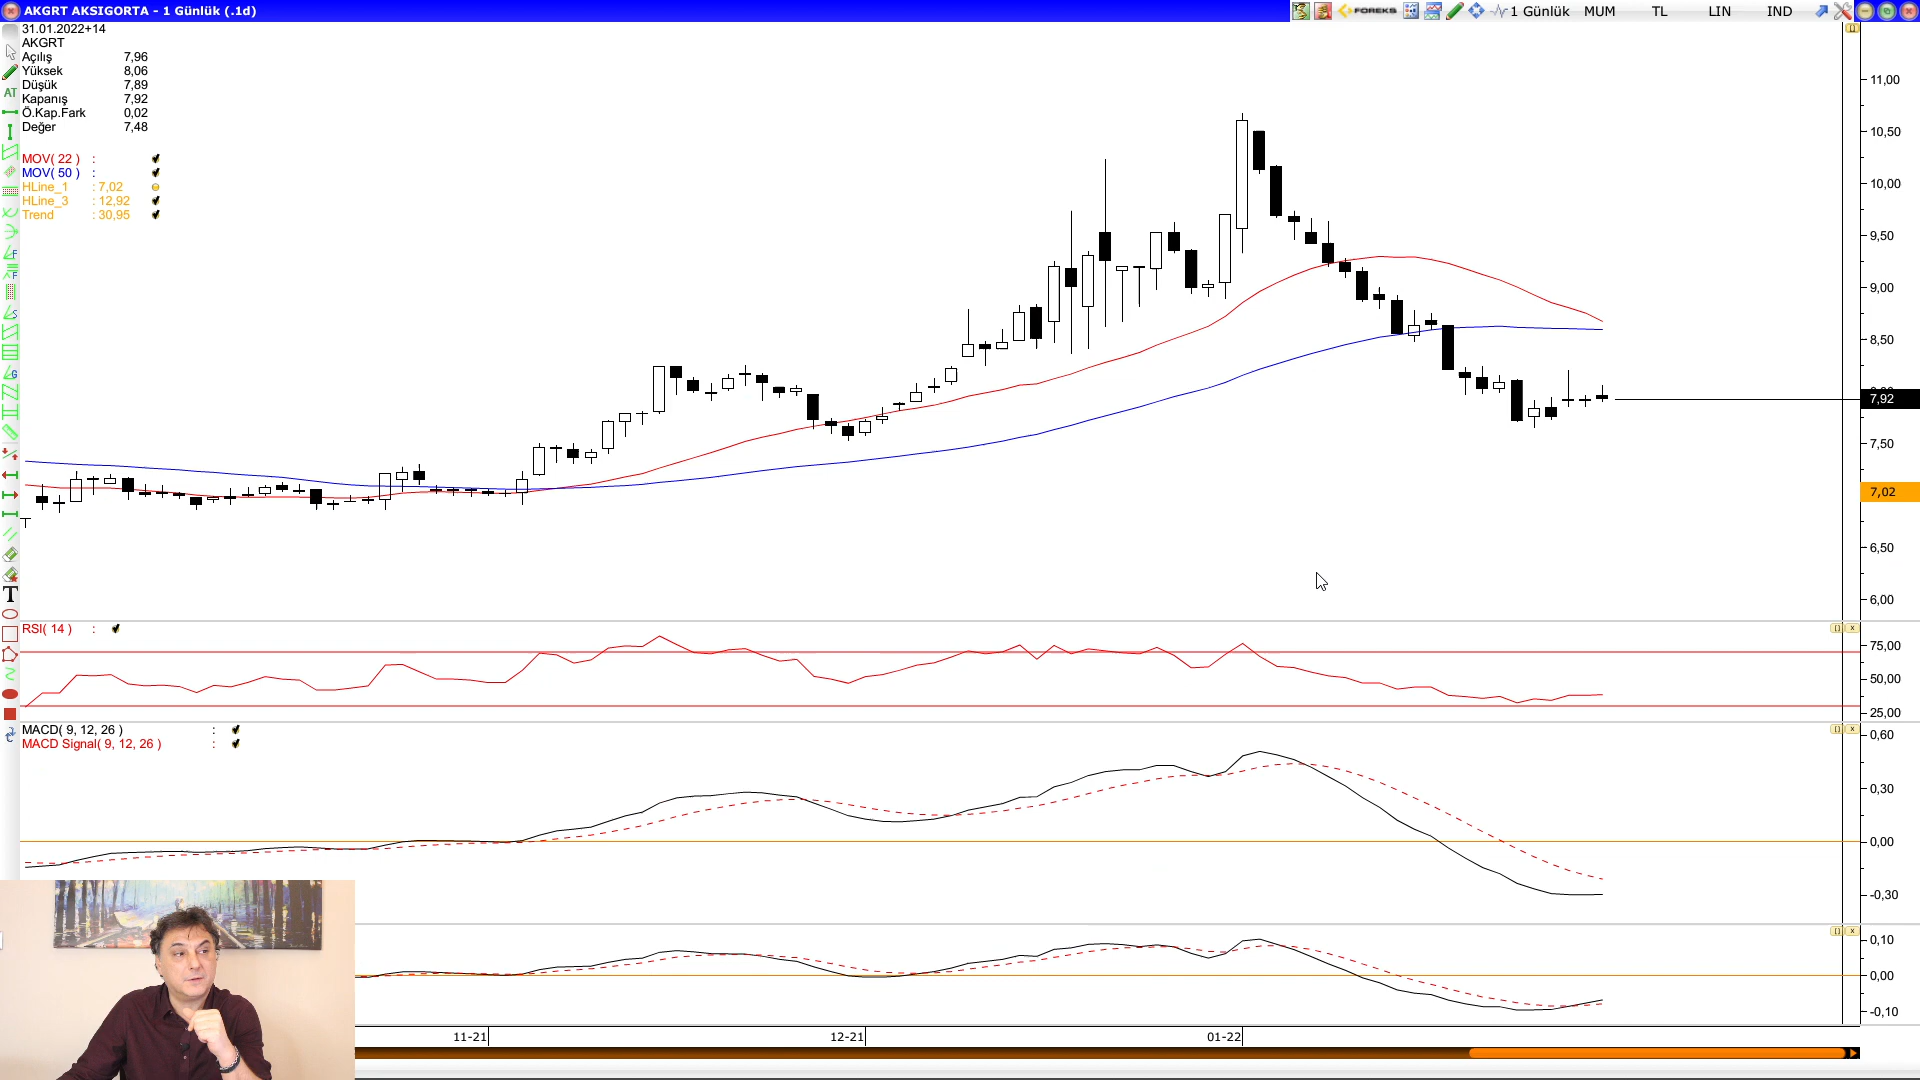 AKGRT AKSIGORTA - 1 Günlük (.1d)
FOREKS
1 Günlük
MUM
TL
LIN
IND
31.01.2022+14
AKGRT
Açılış 7,96
Yüksek 8,06
Düşük 7,89
Kapanış 7,92
Ö.Kap.Fark 0,02
Değer 7,48
MOV( 22 ) :
MOV( 50 ) :
HLine_1 : 7,02
HLine_3 : 12,92
Trend : 30,95
AT
T
11,00
10,50
10,00
9,50
9,00
8,50
7,92
7,50
7,02
6,50
6,00
RSI( 14 ) :
75,00
50,00
25,00
MACD( 9, 12, 26 ) :
MACD Signal( 9, 12, 26 ) :
0,60
0,30
0,00
-0,30
0,10
0,00
-0,10
11-21
12-21
01-22